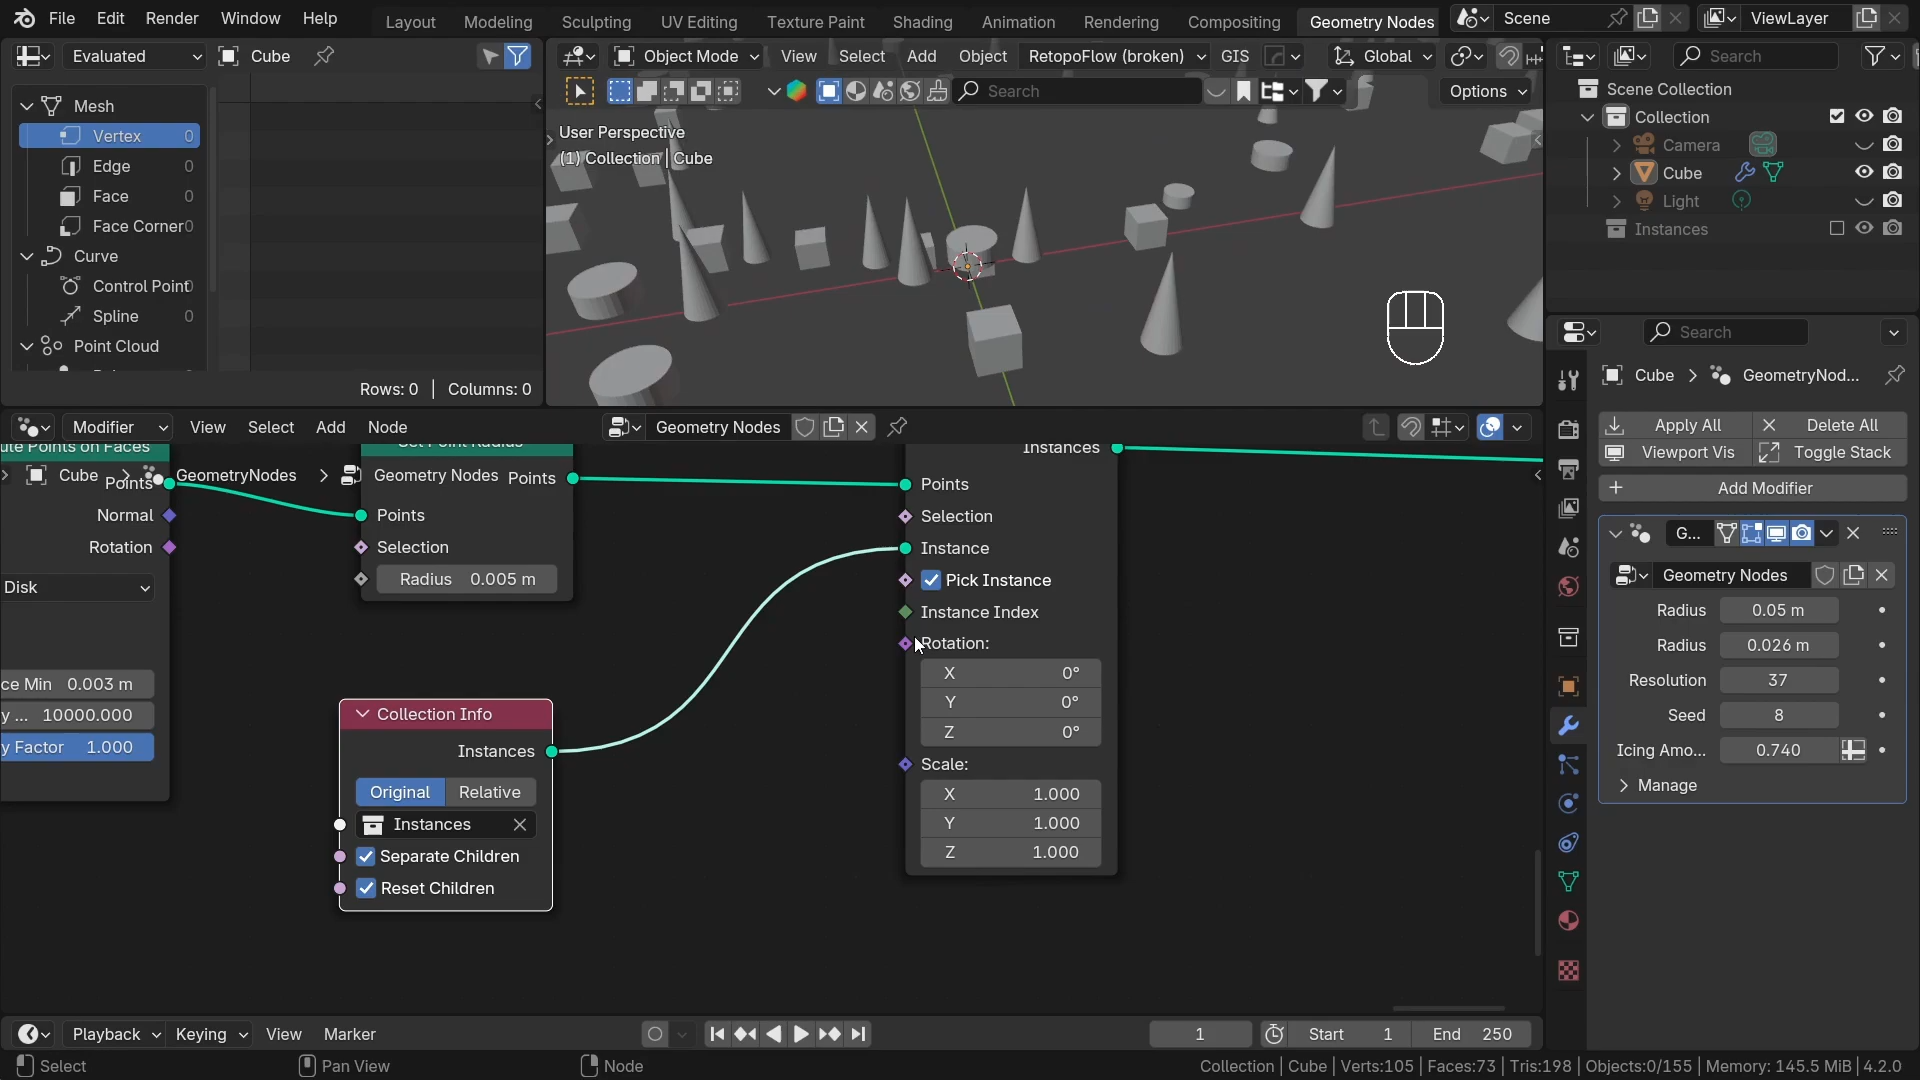 File Edit Render Window Help
Layout Modeling Sculpting UV Editing Texture Paint Shading Animation Rendering Compositing Geometry Nodes
Scene
ViewLayer
Evaluated Cube
Object Mode View Select Add Object RetopoFlow (broken) GIS Global
Search
Options
Search
Mesh
Vertex 0
Edge 0
Face 0
Face Corner 0
Curve
Control Point
Spline 0
Point Cloud
Rows: 0 | Columns: 0
User Perspective
(1) Collection | Cube
Scene Collection
Collection
Camera
Cube
Light
Instances
Modifier View Select Add Node Geometry Nodes
Cube > GeometryNodes > Geometry Nodes
ute Points on Faces
Points
Normal
Rotation
Disk
ce Min 0.003 m
y ... 10000.000
y Factor 1.000
Points
Points
Selection
Radius 0.005 m
Collection Info
Instances
Original Relative
Instances
Separate Children
Reset Children
Instances
Points
Selection
Instance
Pick Instance
Instance Index
Rotation:
X 0°
Y 0°
Z 0°
Scale:
X 1.000
Y 1.000
Z 1.000
Search
Cube > GeometryNod...
Apply All Delete All
Viewport Vis Toggle Stack
Add Modifier
G...
Geometry Nodes
Radius 0.05 m
Radius 0.026 m
Resolution 37
Seed 8
Icing Amo... 0.740
Manage
Playback Keying View Marker
1
Start 1 End 250
Select Pan View Node
Collection | Cube | Verts:105 | Faces:73 | Tris:198 | Objects:0/155 | Memory: 145.5 MiB | 4.2.0